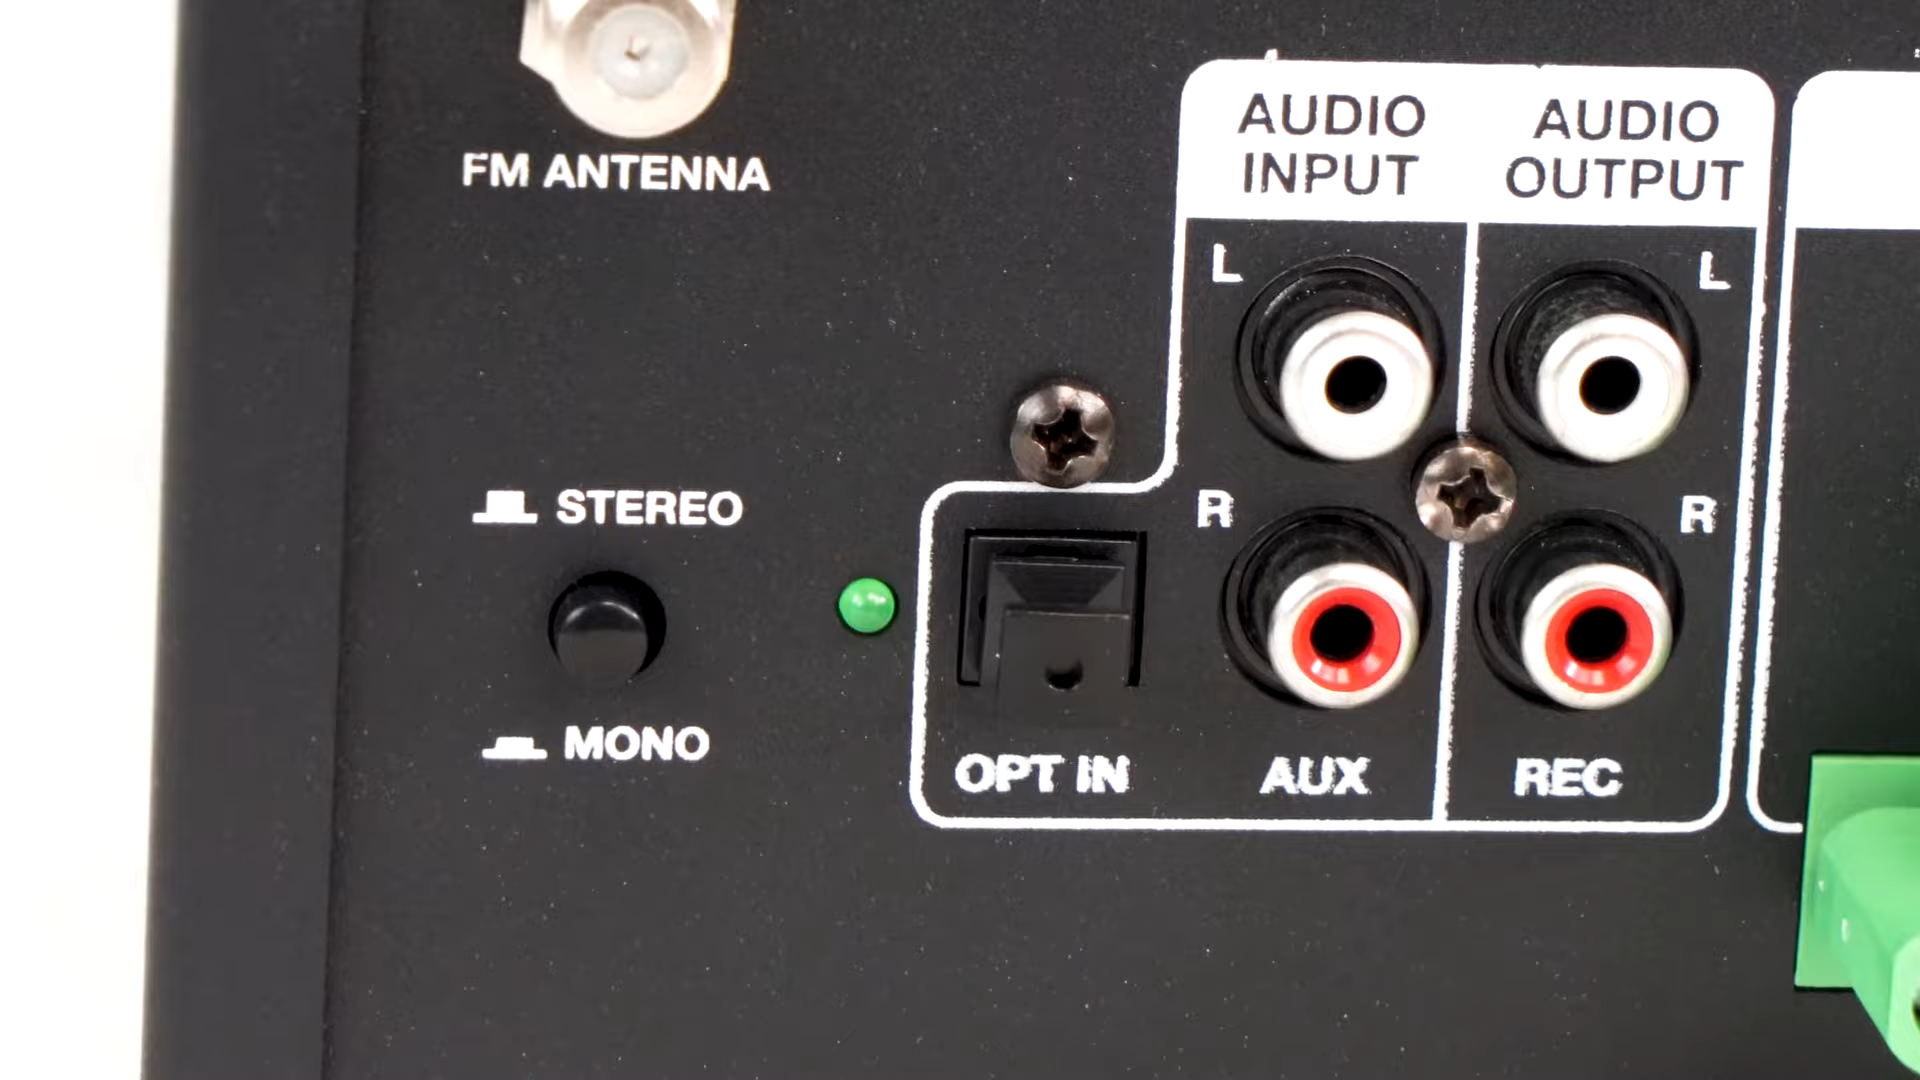 FM ANTENNA
AUDIO INPUT
AUDIO OUTPUT
L
L
STEREO
R
R
MONO
OPT IN
AUX
REC